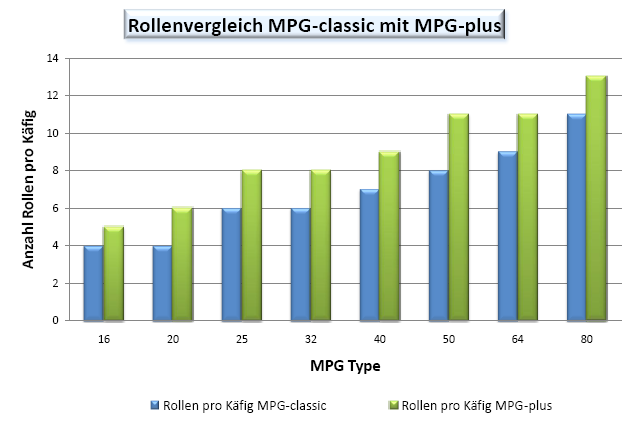 Rollenvergleich MPG-classic mit MPG-plus
Anzahl Rollen pro Käfig
14
12
10
8
6
4
2
0
16 20 25 32 40 50 64 80
MPG Type
Rollen pro Käfig MPG-classic Rollen pro Käfig MPG-plus